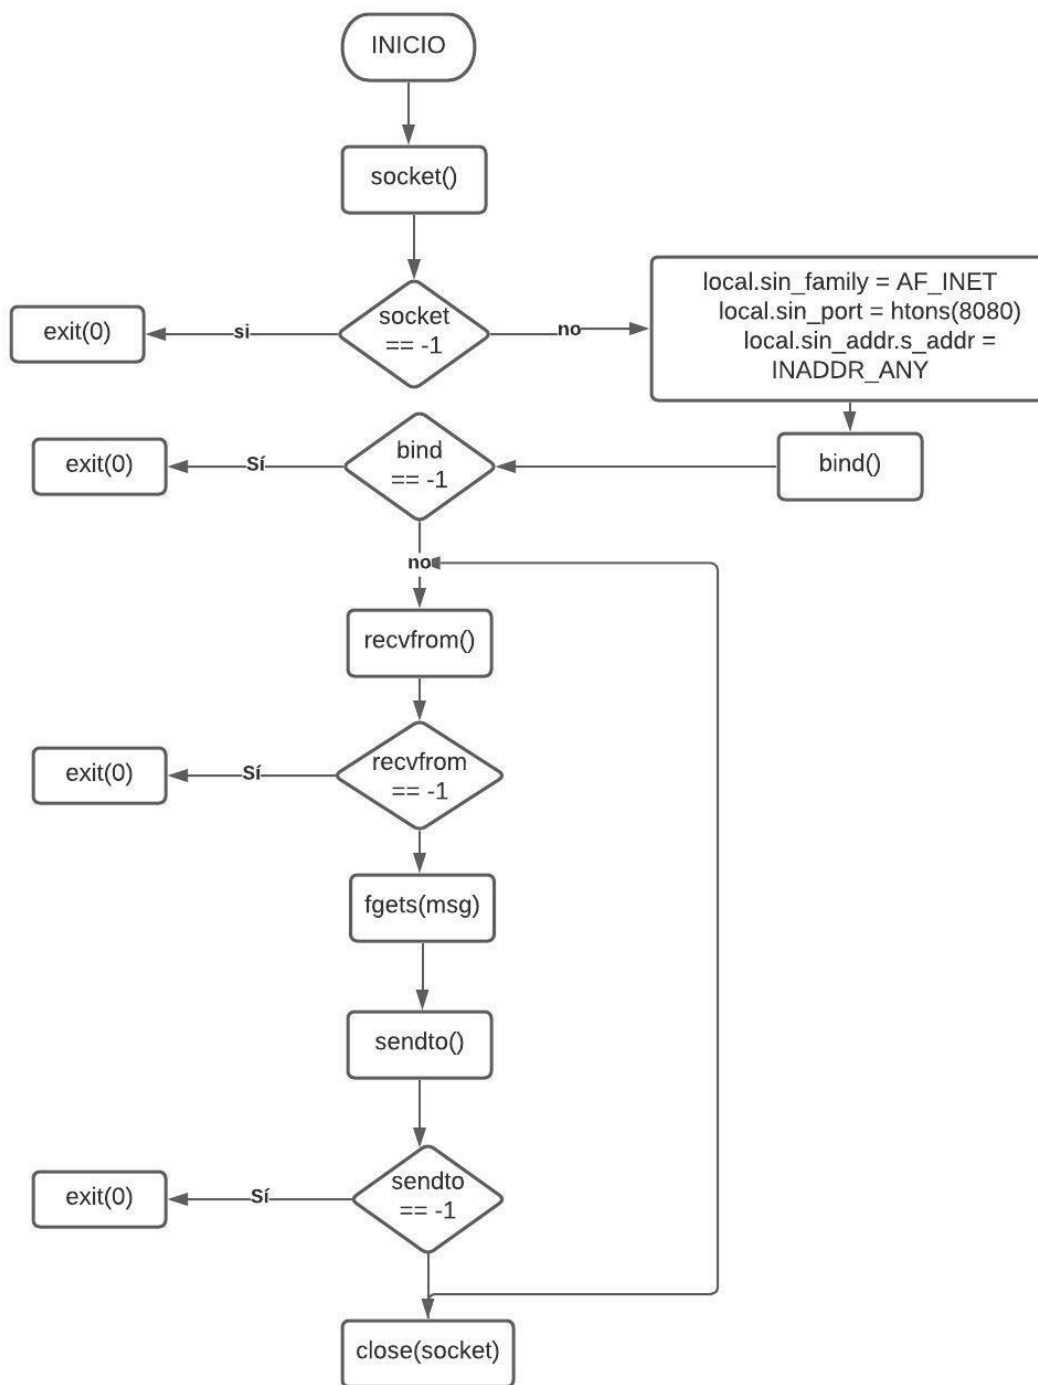 INICIO
socket()
socket
== -1
si
exit(0)
no
local.sin_family = AF_INET
local.sin_port = htons(8080)
local.sin_addr.s_addr =
INADDR_ANY
bind()
bind
== -1
Sí
exit(0)
no
recvfrom()
recvfrom
== -1
Sí
exit(0)
fgets(msg)
sendto()
sendto
== -1
Sí
exit(0)
close(socket)